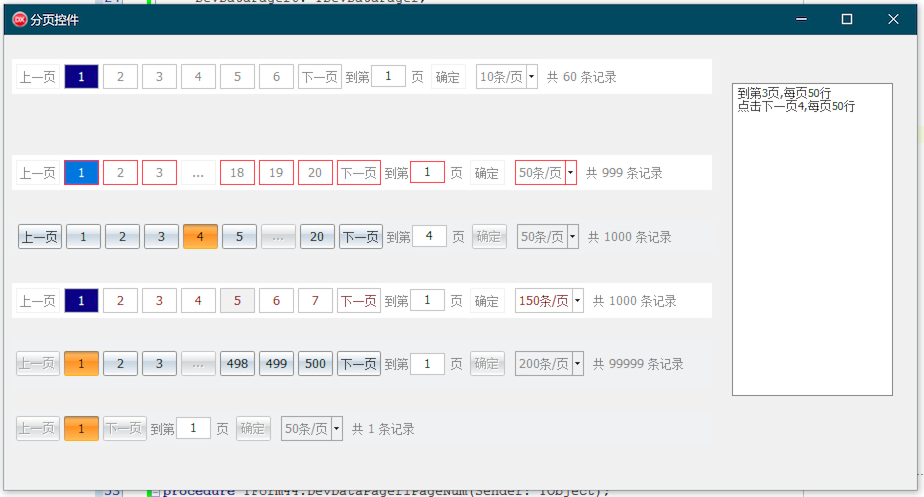 DevDataPager6: TDevDataPager;
DX 分页控件
上一页 1 2 3 4 5 6 下一页 到第 1 页 确定 10条/页 共 60 条记录
到第3页,每页50行
点击下一页4,每页50行
上一页 1 2 3 ... 18 19 20 下一页 到第 1 页 确定 50条/页 共 999 条记录
上一页 1 2 3 4 5 ... 20 下一页 到第 4 页 确定 50条/页 共 1000 条记录
上一页 1 2 3 4 5 6 7 下一页 到第 1 页 确定 150条/页 共 1000 条记录
上一页 1 2 3 ... 498 499 500 下一页 到第 1 页 确定 200条/页 共 99999 条记录
上一页 1 下一页 到第 1 页 确定 50条/页 共 1 条记录
53 procedure TForm44.DevDataPager1PageNum(Sender: TObject);